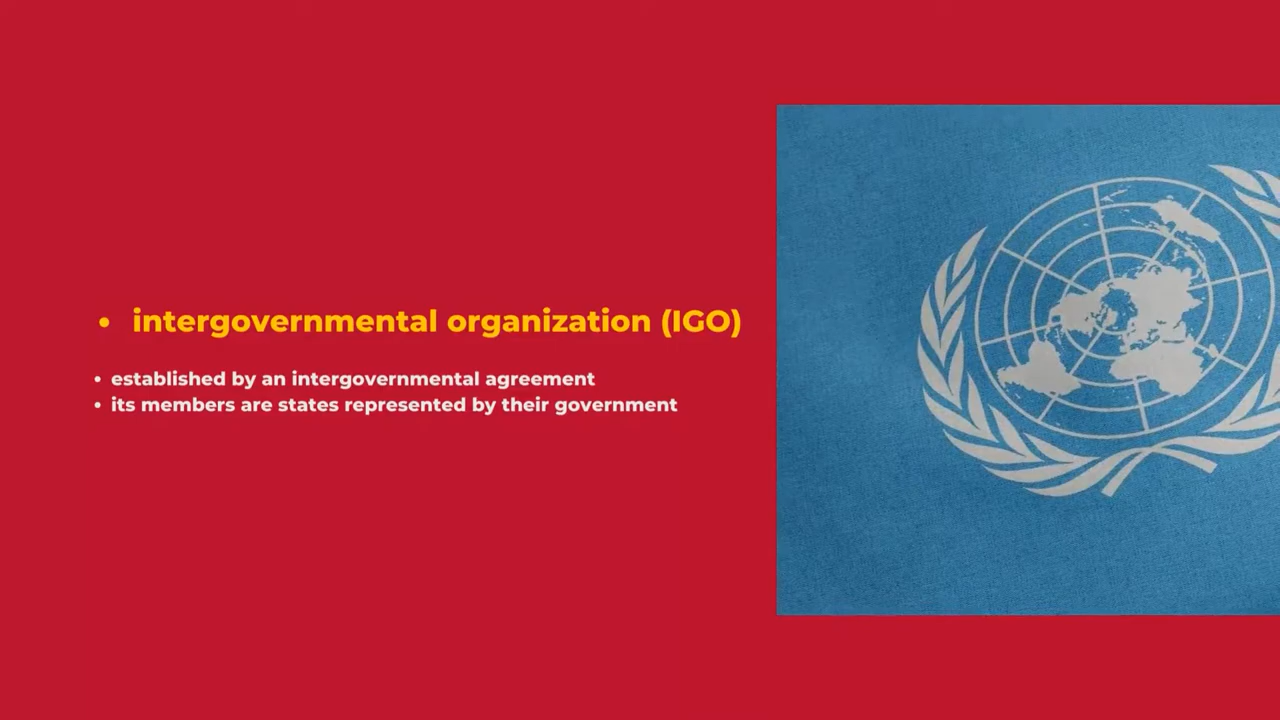 • intergovernmental organization (IGO)
• established by an intergovernmental agreement
• its members are states represented by their government